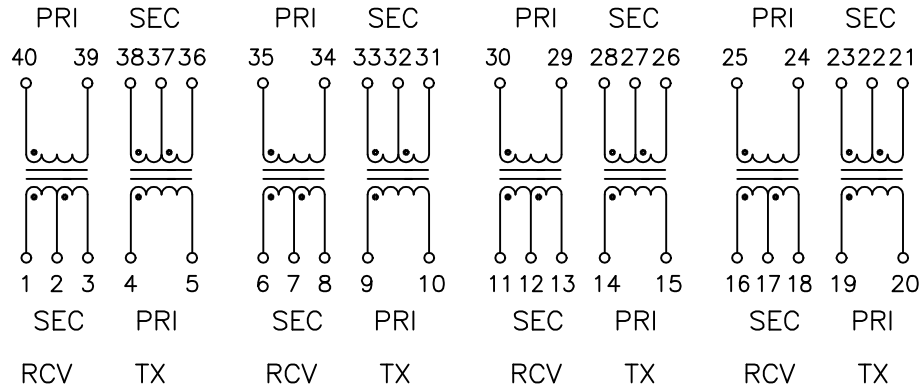 PRI SEC PRI SEC PRI SEC PRI SEC
40 39 38 37 36 35 34 33 32 31 30 29 28 27 26 25 24 23 22 21
1 2 3 4 5 6 7 8 9 10 11 12 13 14 15 16 17 18 19 20
SEC PRI SEC PRI SEC PRI SEC PRI
RCV TX RCV TX RCV TX RCV TX